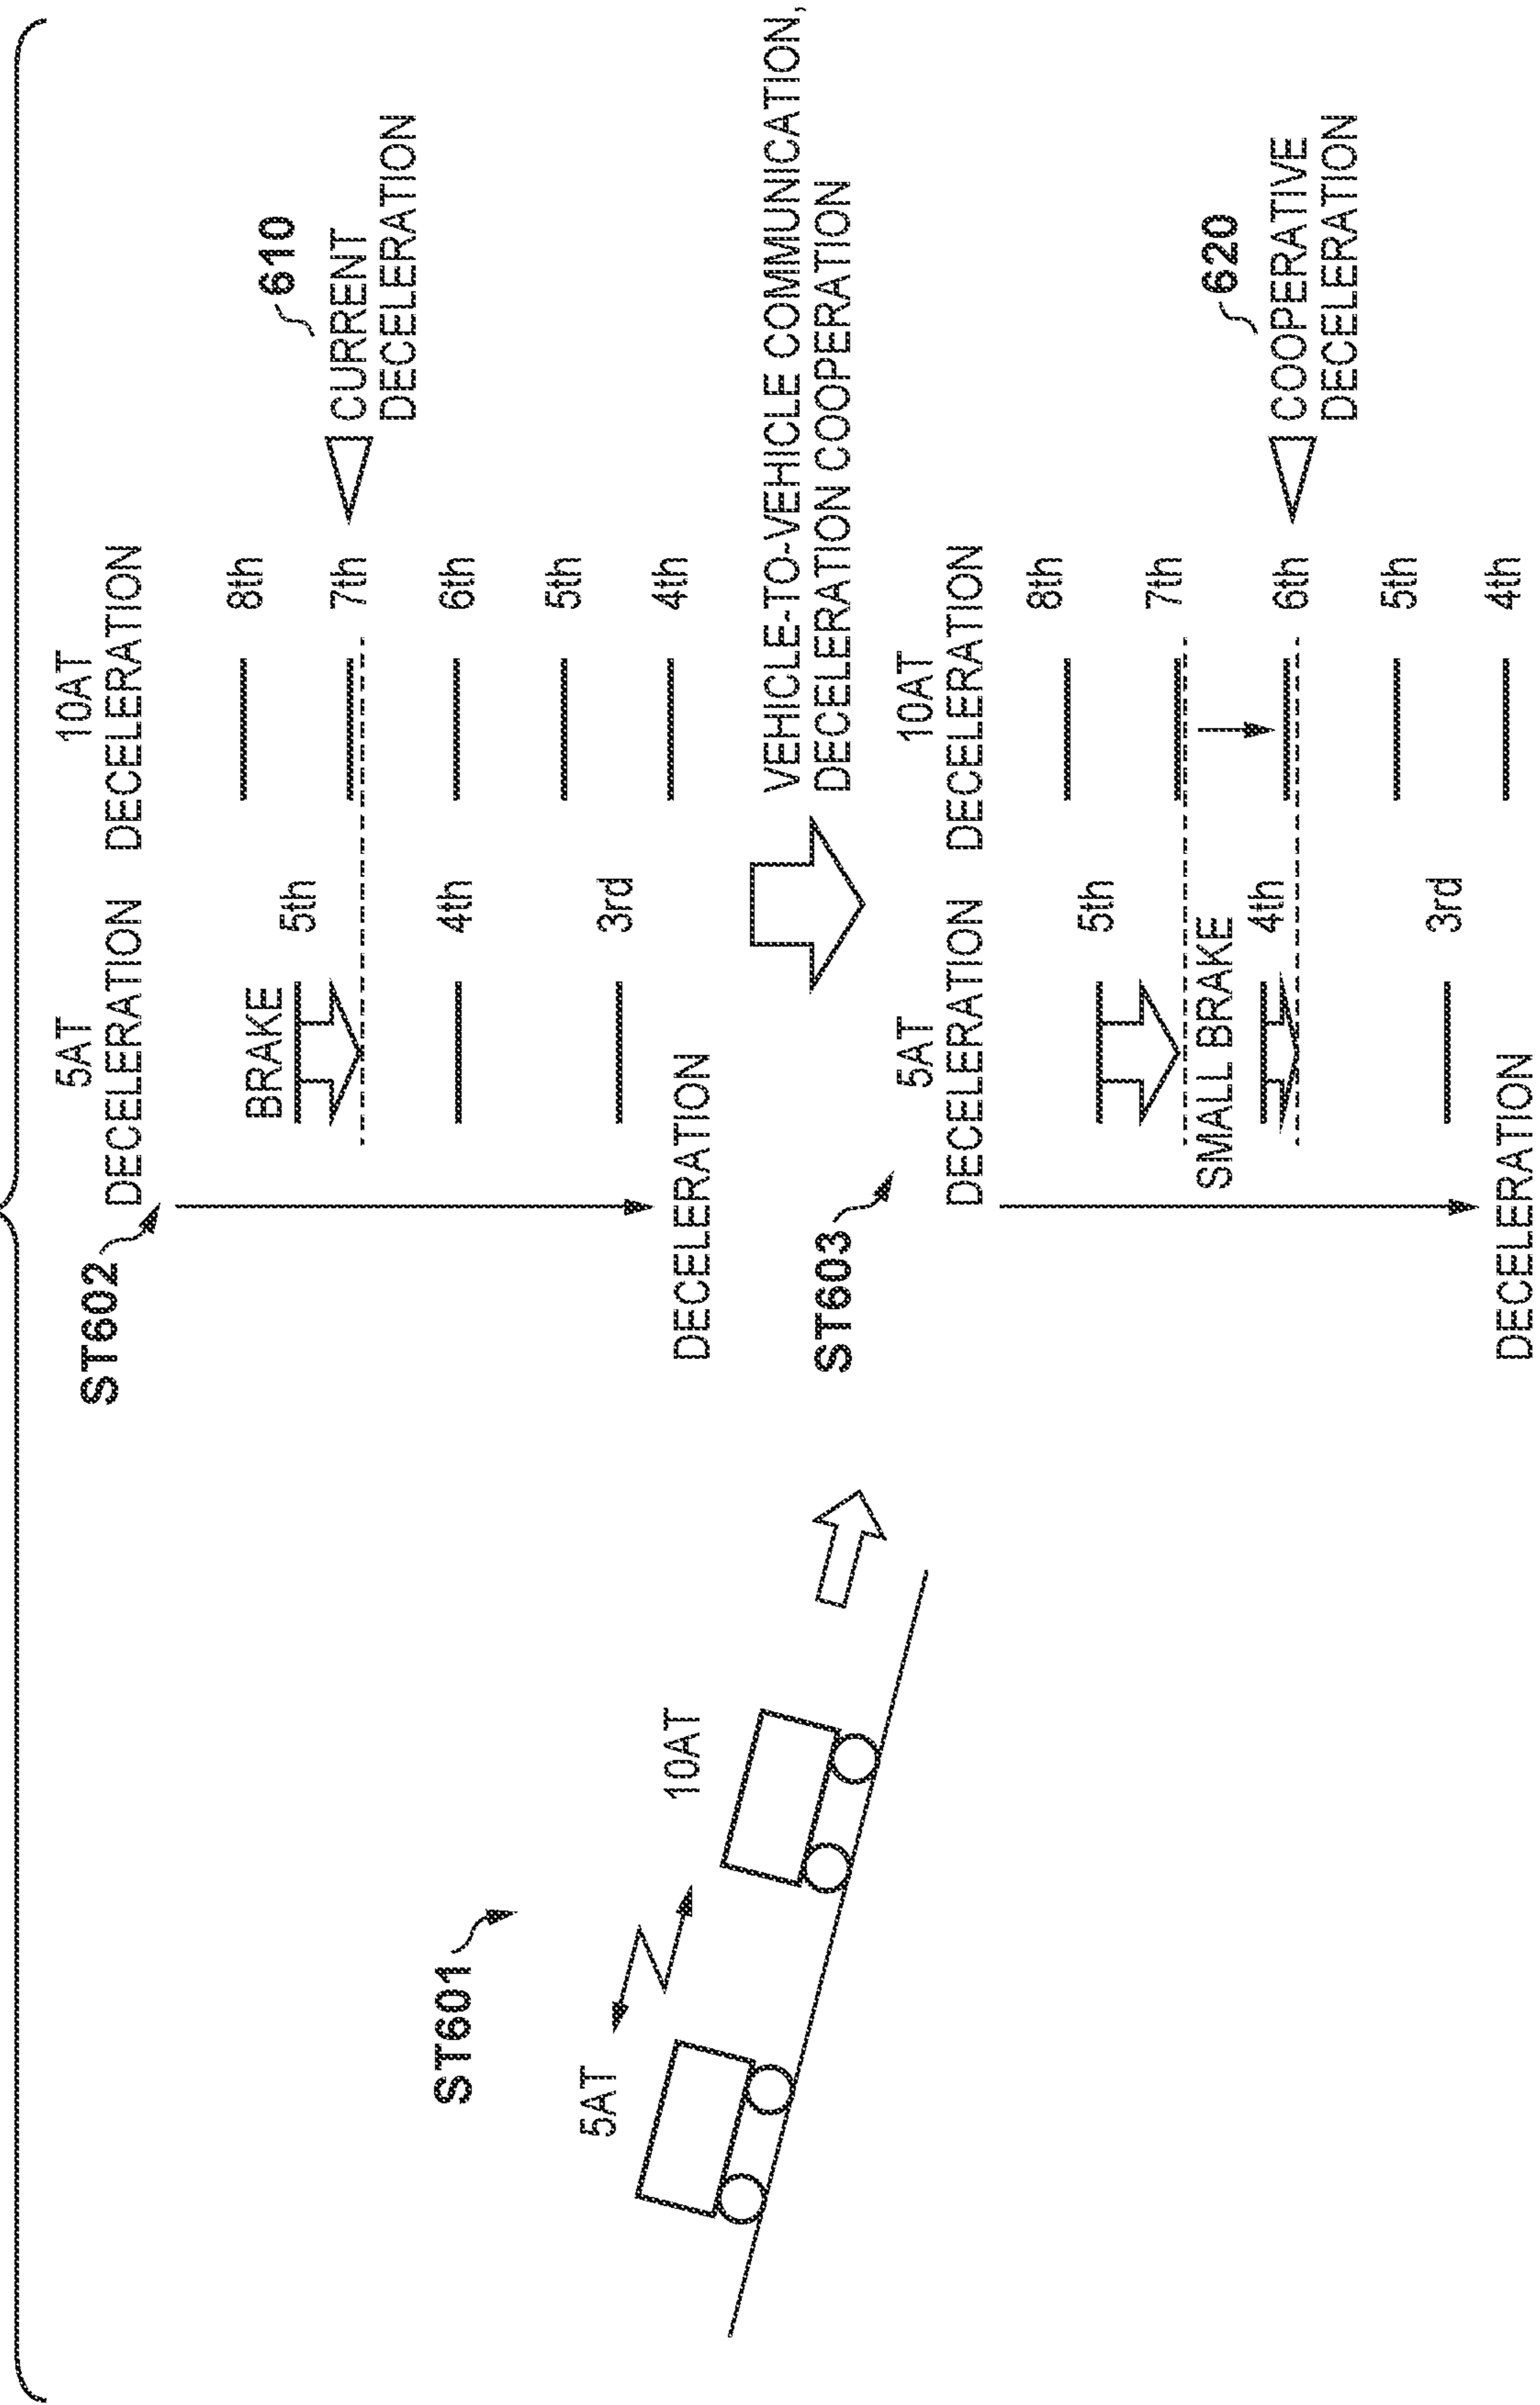 ST601
5AT
10AT
ST602
5AT
DECELERATION
10AT
DECELERATION
BRAKE
5th
4th
3rd
8th
7th
6th
5th
4th
610
CURRENT
DECELERATION
DECELERATION
VEHICLE-TO-VEHICLE COMMUNICATION,
DECELERATION COOPERATION
ST603
5AT
DECELERATION
10AT
DECELERATION
5th
SMALL BRAKE
4th
3rd
8th
7th
6th
5th
4th
620
COOPERATIVE
DECELERATION
DECELERATION